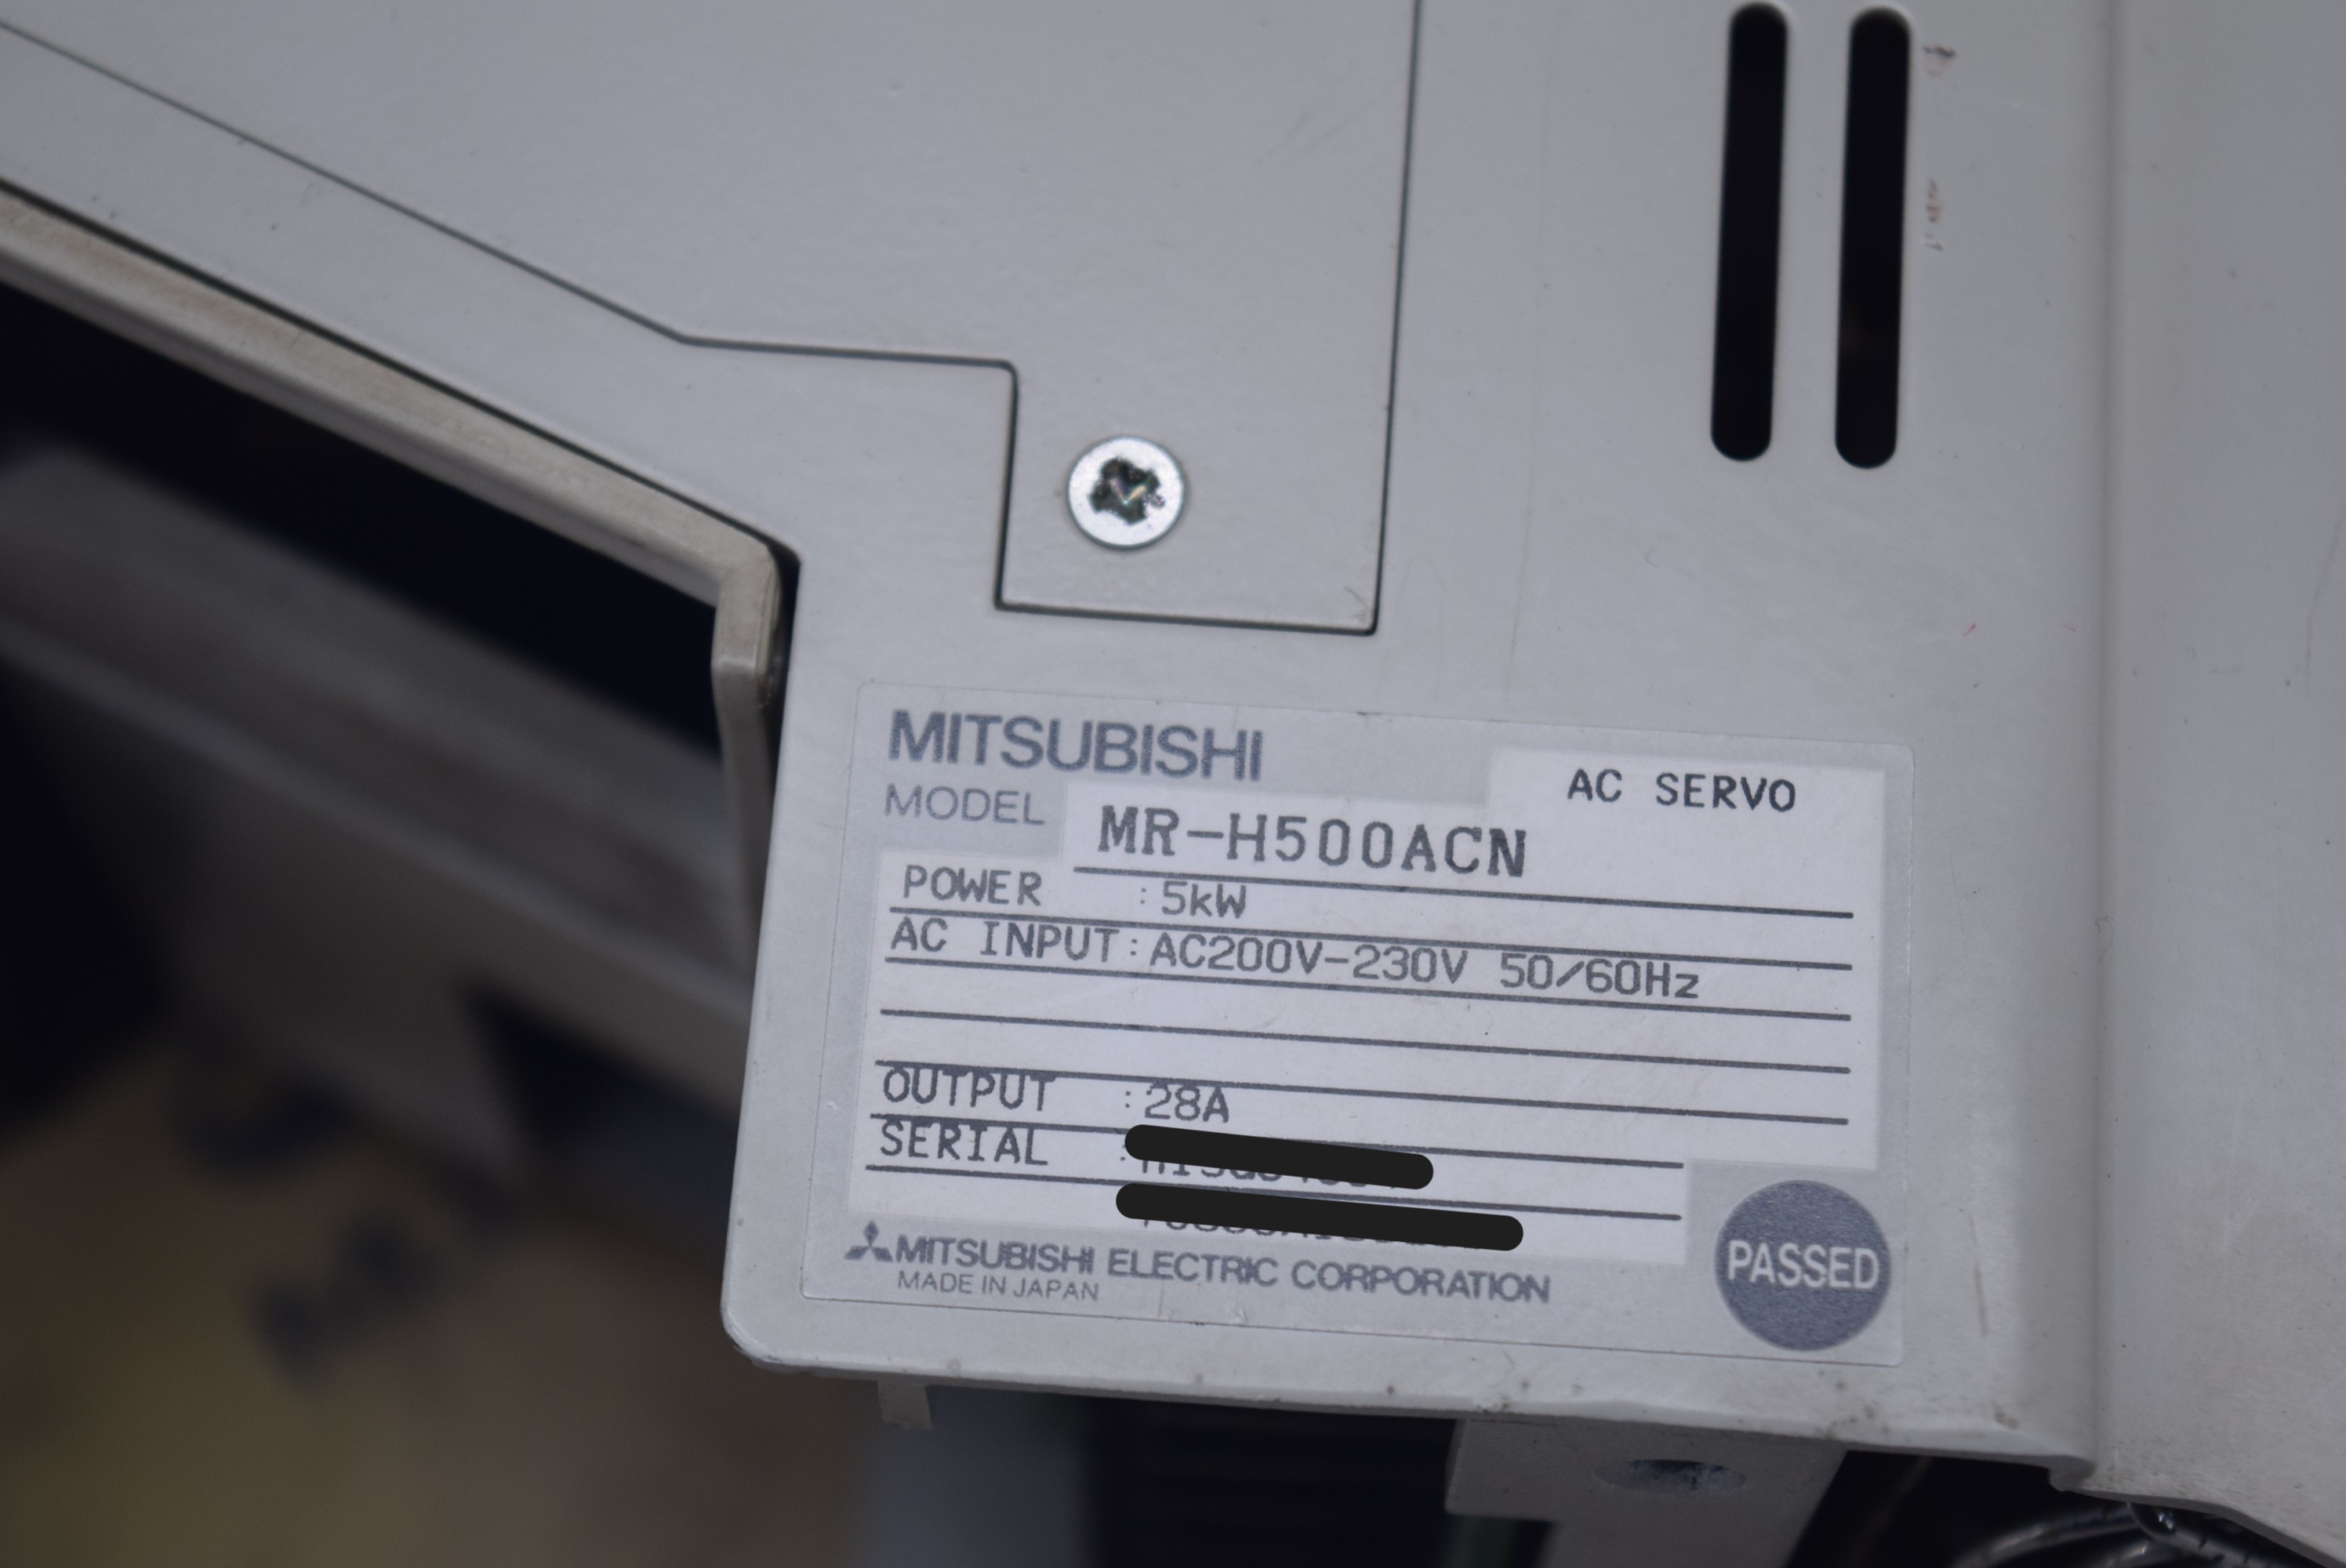 MITSUBISHI
AC SERVO
MODEL MR-H500ACN
POWER :5kW
AC INPUT:AC200V-230V 50/60Hz
OUTPUT :28A
SERIAL :
MITSUBISHI ELECTRIC CORPORATION
MADE IN JAPAN
PASSED